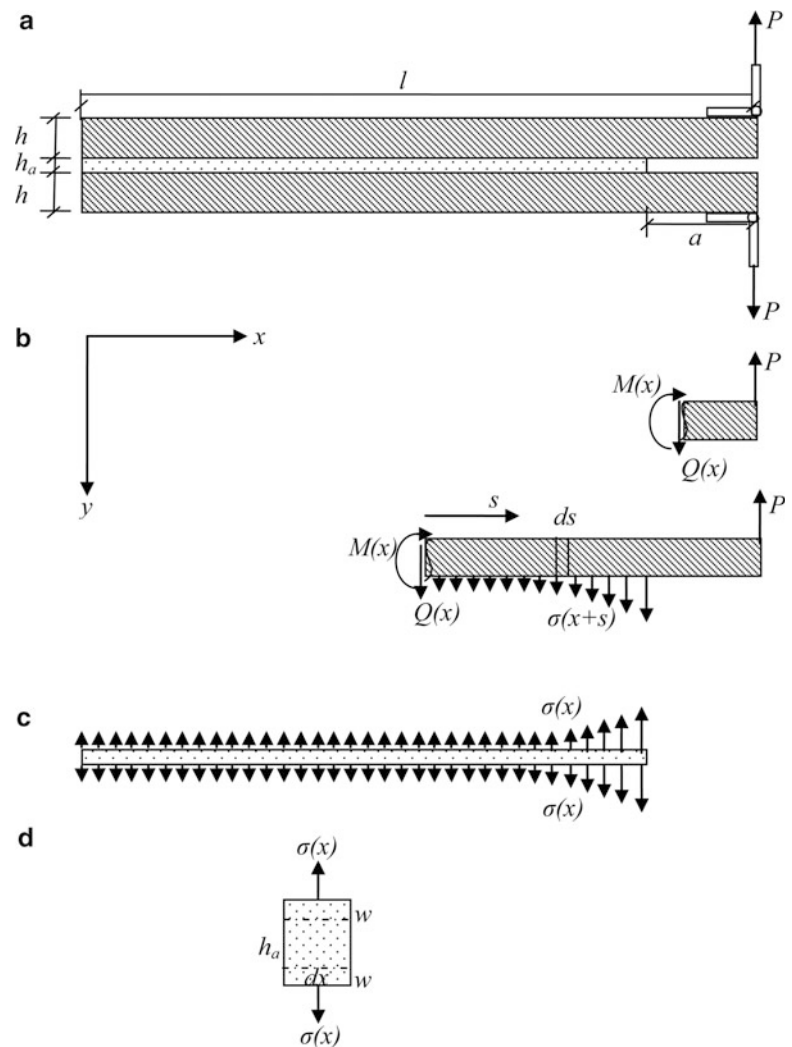 a
P
l
h
h_a
h
a
P
b
x
y
P
M(x)
Q(x)
s
ds
P
M(x)
Q(x)
σ(x+s)
c
σ(x)
σ(x)
d
σ(x)
w
h_a
dx
w
σ(x)